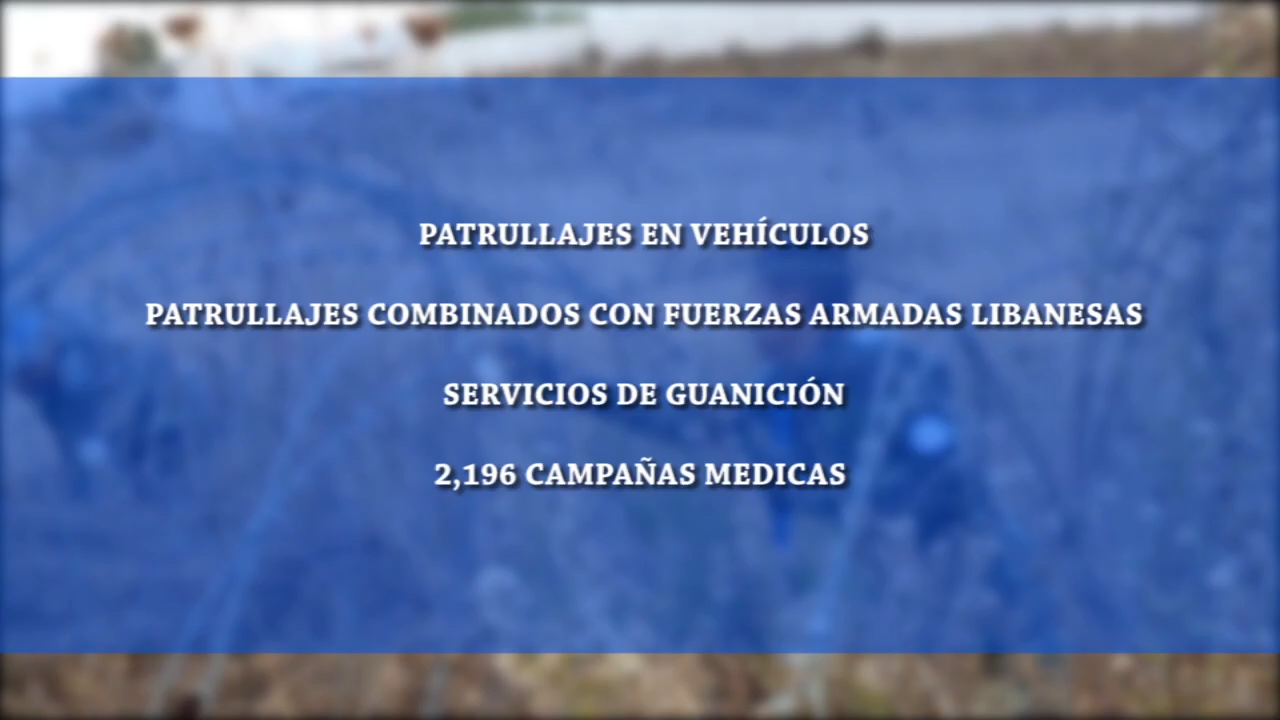 PATRULLAJES EN VEHÍCULOS
PATRULLAJES COMBINADOS CON FUERZAS ARMADAS LIBANESAS
SERVICIOS DE GUANICIÓN
2,196 CAMPAÑAS MEDICAS